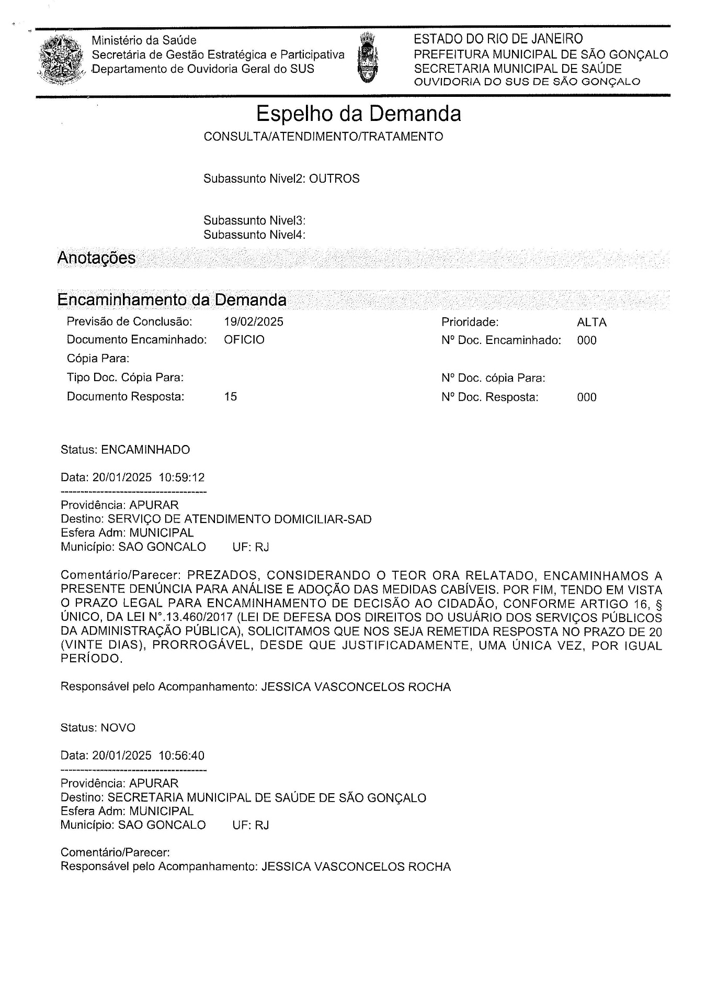 Ministério da Saúde
Secretária de Gestão Estratégica e Participativa
Departamento de Ouvidoria Geral do SUS
ESTADO DO RIO DE JANEIRO
PREFEITURA MUNICIPAL DE SÃO GONÇALO
SECRETARIA MUNICIPAL DE SAÚDE
OUVIDORIA DO SUS DE SÃO GONÇALO
Espelho da Demanda
CONSULTA/ATENDIMENTO/TRATAMENTO
Subassunto Nivel2: OUTROS
Subassunto Nivel3:
Subassunto Nivel4:
Anotações
Encaminhamento da Demanda
Previsão de Conclusão: 19/02/2025 Prioridade: ALTA
Documento Encaminhado: OFICIO Nº Doc. Encaminhado: 000
Cópia Para:
Tipo Doc. Cópia Para: Nº Doc. cópia Para:
Documento Resposta: 15 Nº Doc. Resposta: 000
Status: ENCAMINHADO
Data: 20/01/2025 10:59:12
-------------------------------------
Providência: APURAR
Destino: SERVIÇO DE ATENDIMENTO DOMICILIAR-SAD
Esfera Adm: MUNICIPAL
Município: SAO GONCALO UF: RJ
Comentário/Parecer: PREZADOS, CONSIDERANDO O TEOR ORA RELATADO, ENCAMINHAMOS A
PRESENTE DENÚNCIA PARA ANÁLISE E ADOÇÃO DAS MEDIDAS CABÍVEIS. POR FIM, TENDO EM VISTA
O PRAZO LEGAL PARA ENCAMINHAMENTO DE DECISÃO AO CIDADÃO, CONFORME ARTIGO 16, §
ÚNICO, DA LEI N°.13.460/2017 (LEI DE DEFESA DOS DIREITOS DO USUÁRIO DOS SERVIÇOS PÚBLICOS
DA ADMINISTRAÇÃO PÚBLICA), SOLICITAMOS QUE NOS SEJA REMETIDA RESPOSTA NO PRAZO DE 20
(VINTE DIAS), PRORROGÁVEL, DESDE QUE JUSTIFICADAMENTE, UMA ÚNICA VEZ, POR IGUAL
PERÍODO.
Responsável pelo Acompanhamento: JESSICA VASCONCELOS ROCHA
Status: NOVO
Data: 20/01/2025 10:56:40
-------------------------------------
Providência: APURAR
Destino: SECRETARIA MUNICIPAL DE SAÚDE DE SÃO GONÇALO
Esfera Adm: MUNICIPAL
Município: SAO GONCALO UF: RJ
Comentário/Parecer:
Responsável pelo Acompanhamento: JESSICA VASCONCELOS ROCHA